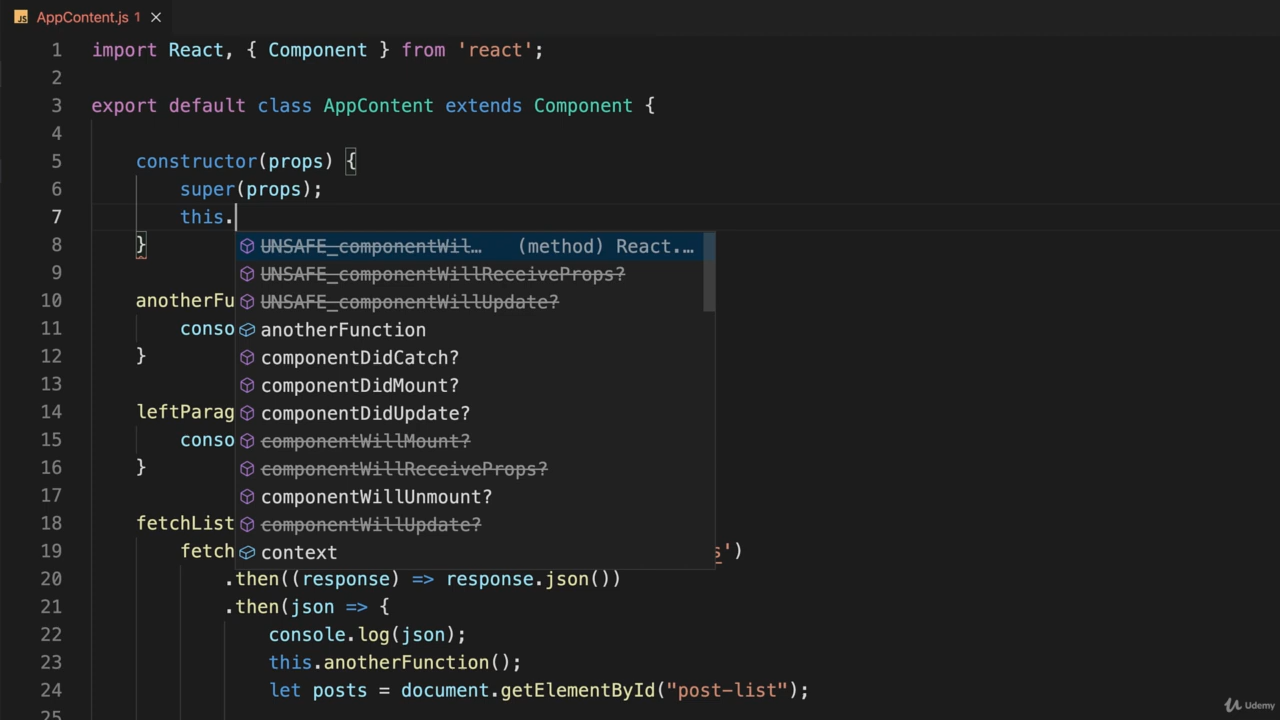 AppContent.js 1
1 import React, { Component } from 'react';
2
3 export default class AppContent extends Component {
4
5 constructor(props) {
6 super(props);
7 this.
8 }
UNSAFE_componentWil… (method) React.…
9
UNSAFE_componentWillReceiveProps?
10 anotherFu
UNSAFE_componentWillUpdate?
11 conso
anotherFunction
12 }
componentDidCatch?
13
componentDidMount?
14 leftParag
componentDidUpdate?
15 conso
componentWillMount?
16 }
componentWillReceiveProps?
17
componentWillUnmount?
18 fetchList
componentWillUpdate?
19 fetch s')
context
20 .then((response) => response.json())
21 .then(json => {
22 console.log(json);
23 this.anotherFunction();
24 let posts = document.getElementById("post-list");
25
Udemy